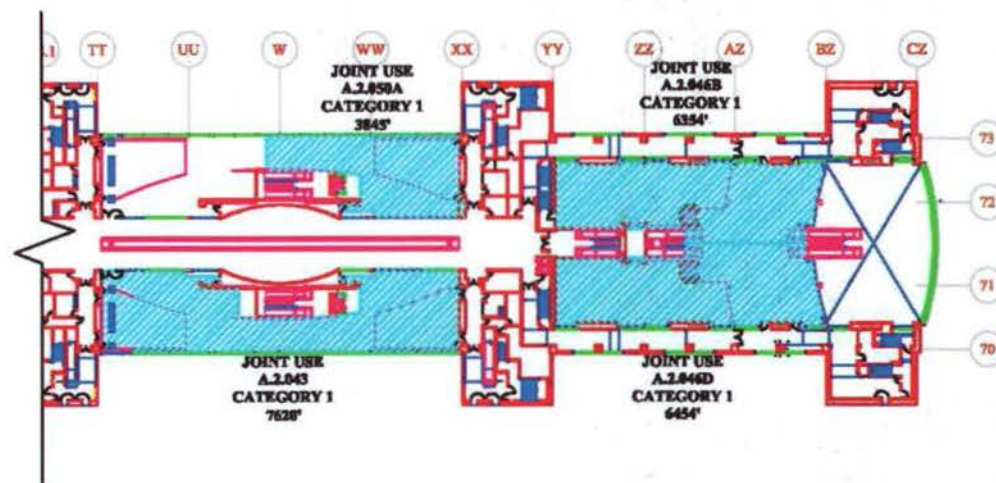 .1 TT UU W WW XX YY ZZ AZ BZ CZ
JOINT USE
A.2.050A
CATEGORY 1
3845'
JOINT USE
A.2.046B
CATEGORY 1
6354'
73
72
71
70
JOINT USE
A.2.043
CATEGORY 1
7620'
JOINT USE
A.2.046D
CATEGORY 1
6454'